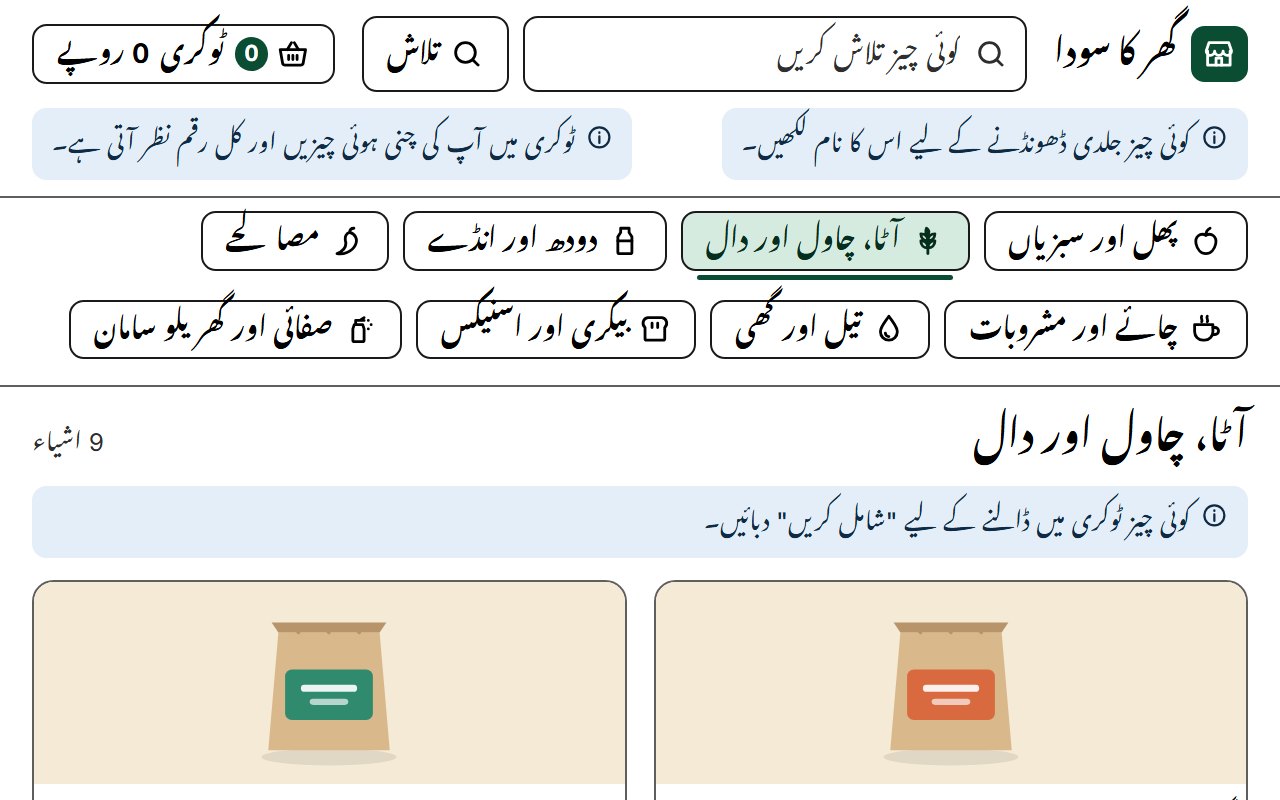 گھر کا سودا
کوئی چیز تلاش کریں
تلاش
ٹوکری 0 روپے
0
کوئی چیز جلدی ڈھونڈنے کے لیے اس کا نام لکھیں۔
ٹوکری میں آپ کی چنی ہوئی چیزیں اور کل رقم نظر آتی ہے۔
پھل اور سبزیاں
آٹا، چاول اور دال
دودھ اور انڈے
مصالحے
چائے اور مشروبات
تیل اور گھی
بیکری اور اسنیکس
صفائی اور گھریلو سامان
آٹا، چاول اور دال
9 اشیاء
کوئی چیز ٹوکری میں ڈالنے کے لیے "شامل کریں" دبائیں۔